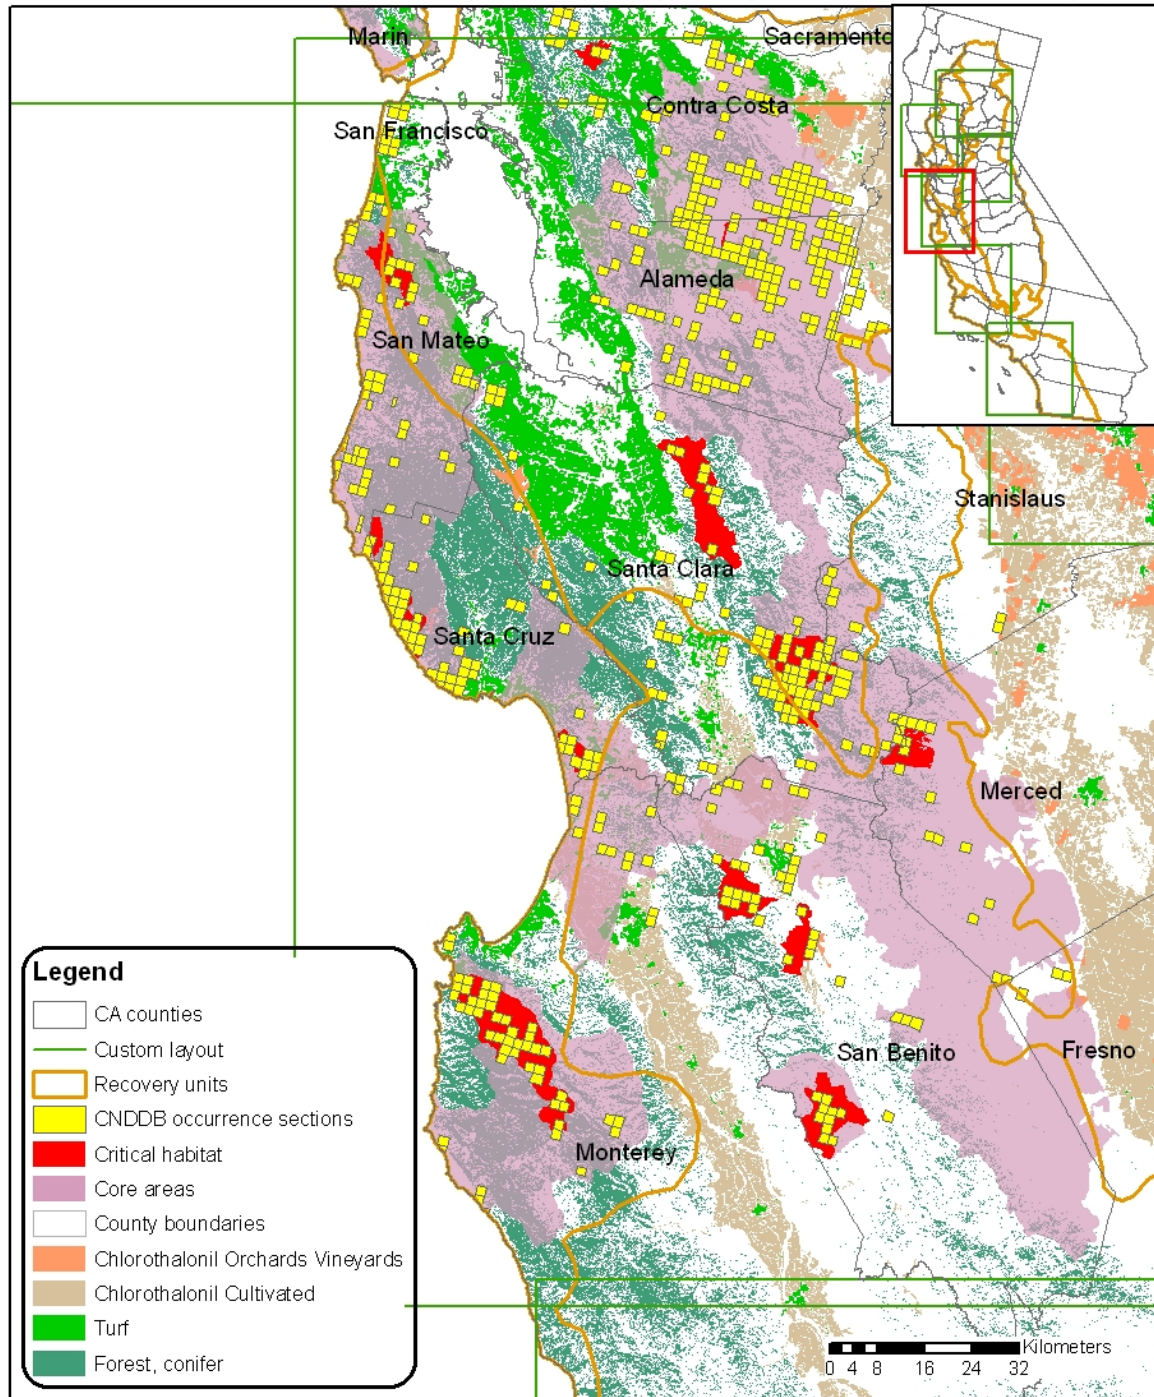 Marin
Sacramento
Contra Costa
San Francisco
Alameda
San Mateo
Stanislaus
Santa Clara
Santa Cruz
Merced
San Benito
Fresno
Monterey
Legend
CA counties
Custom layout
Recovery units
CNDDB occurrence sections
Critical habitat
Core areas
County boundaries
Chlorothalonil Orchards Vineyards
Chlorothalonil Cultivated
Turf
Forest, conifer
Kilometers
0 4 8 16 24 32